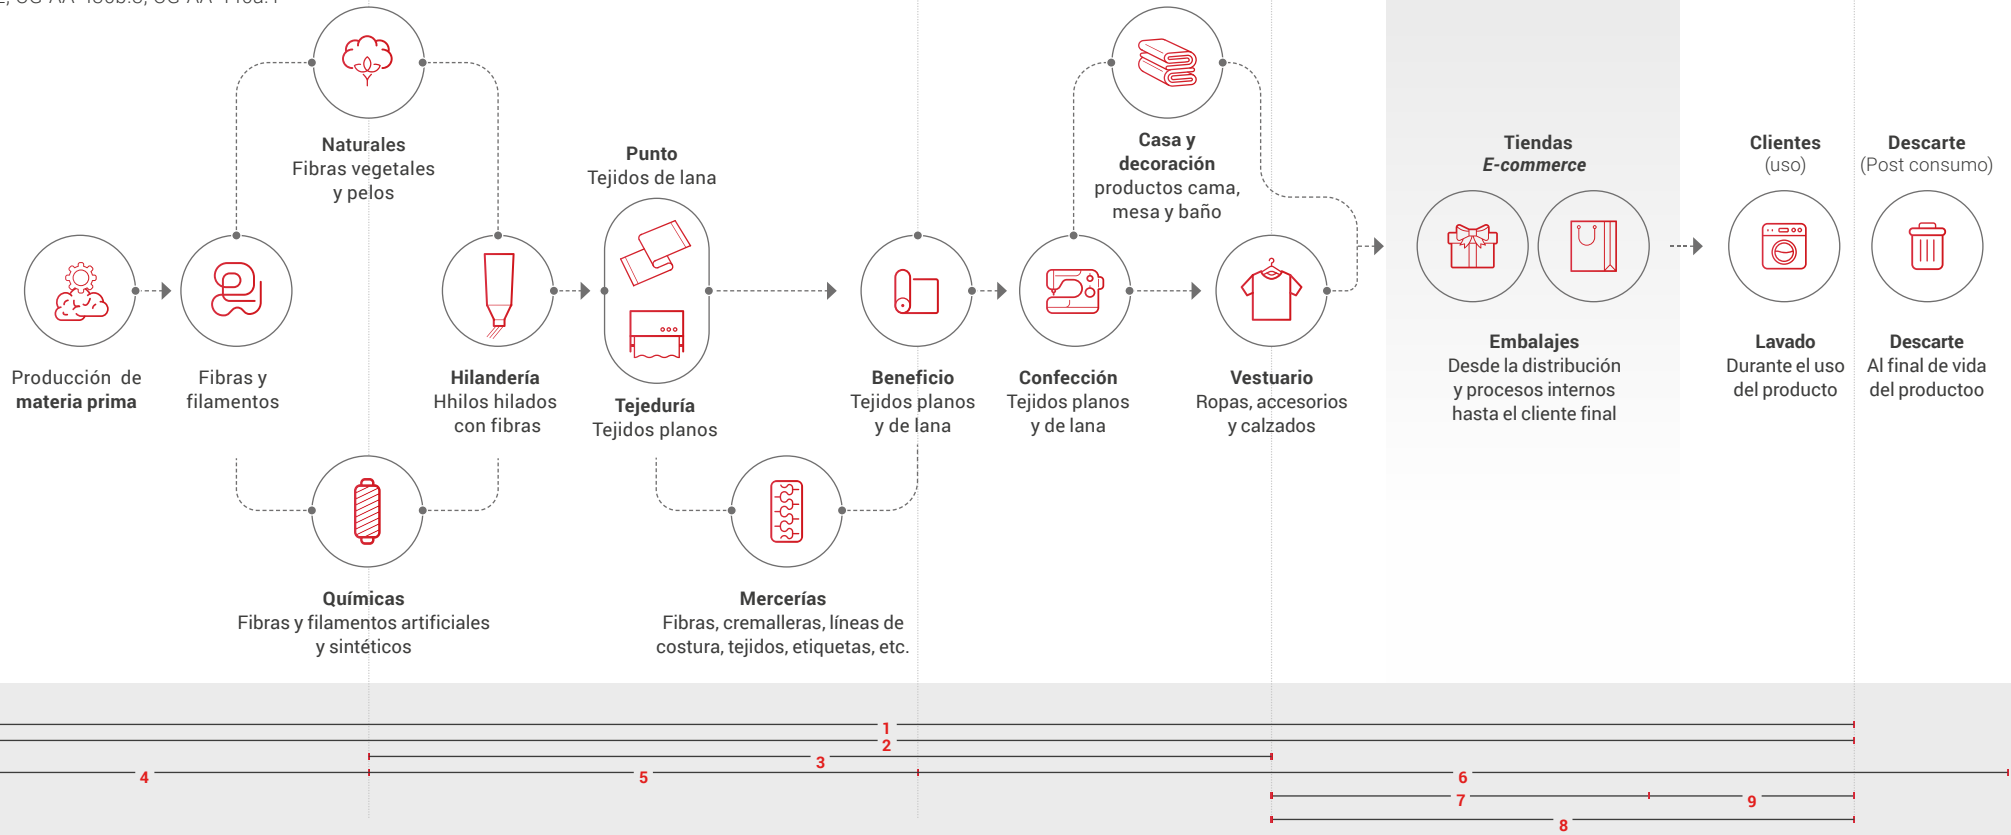 Naturales
Fibras vegetales
y pelos
Punto
Tejidos de lana
Casa y
decoración
productos cama,
mesa y baño
Tiendas
E-commerce
Clientes
(uso)
Descarte
(Post consumo)
Producción de
materia prima
Fibras y
filamentos
Hilandería
Hhilos hilados
con fibras
Tejeduría
Tejidos planos
Beneficio
Tejidos planos
y de lana
Confección
Tejidos planos
y de lana
Vestuario
Ropas, accesorios
y calzados
Embalajes
Desde la distribución
y procesos internos
hasta el cliente final
Lavado
Durante el uso
del producto
Descarte
Al final de vida
del productoo
Químicas
Fibras y filamentos artificiales
y sintéticos
Mercerías
Fibras, cremalleras, líneas de
costura, tejidos, etiquetas, etc.
1
2
3
4
5
6
7
9
8